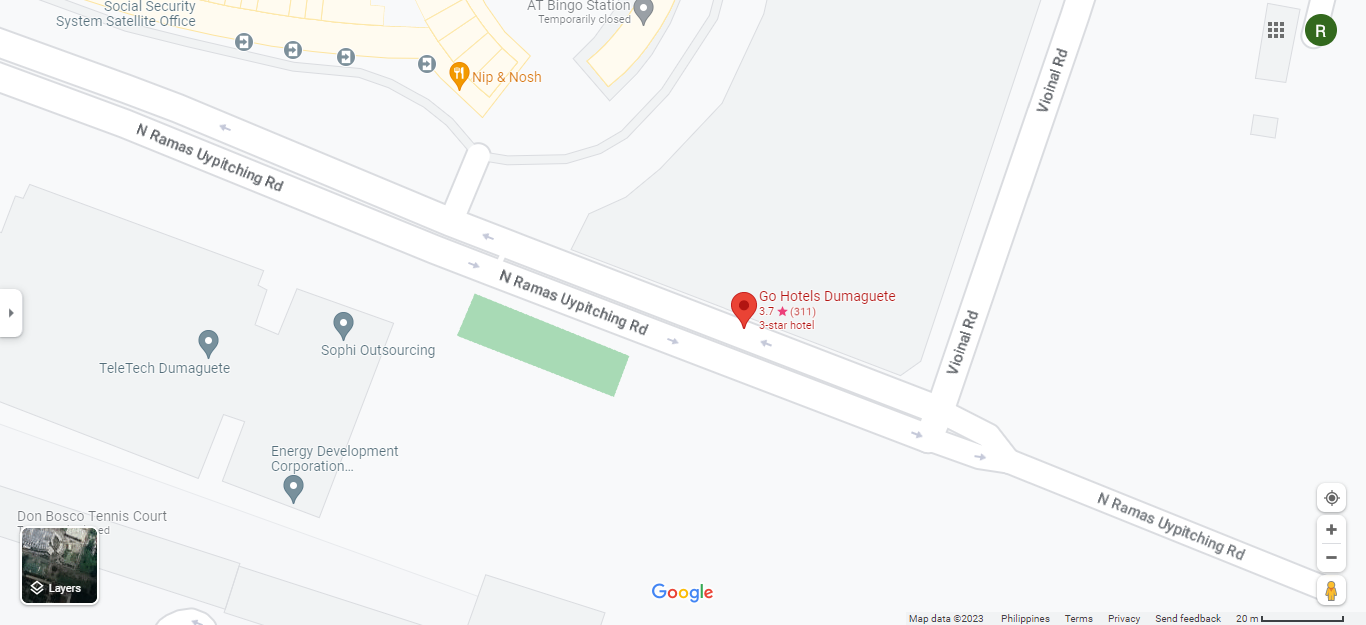 Social Security
System Satellite Office
AT Bingo Station
Temporarily closed
R
Nip & Nosh
Vioinal Rd
N Ramas Uypitching Rd
N Ramas Uypitching Rd
Go Hotels Dumaguete
3.7 ★ (311)
3-star hotel
Vioinal Rd
Sophi Outsourcing
TeleTech Dumaguete
Energy Development
Corporation...
N Ramas Uypitching Rd
Don Bosco Tennis Court
Layers
Google
Map data ©2023 Philippines Terms Privacy Send feedback 20 m